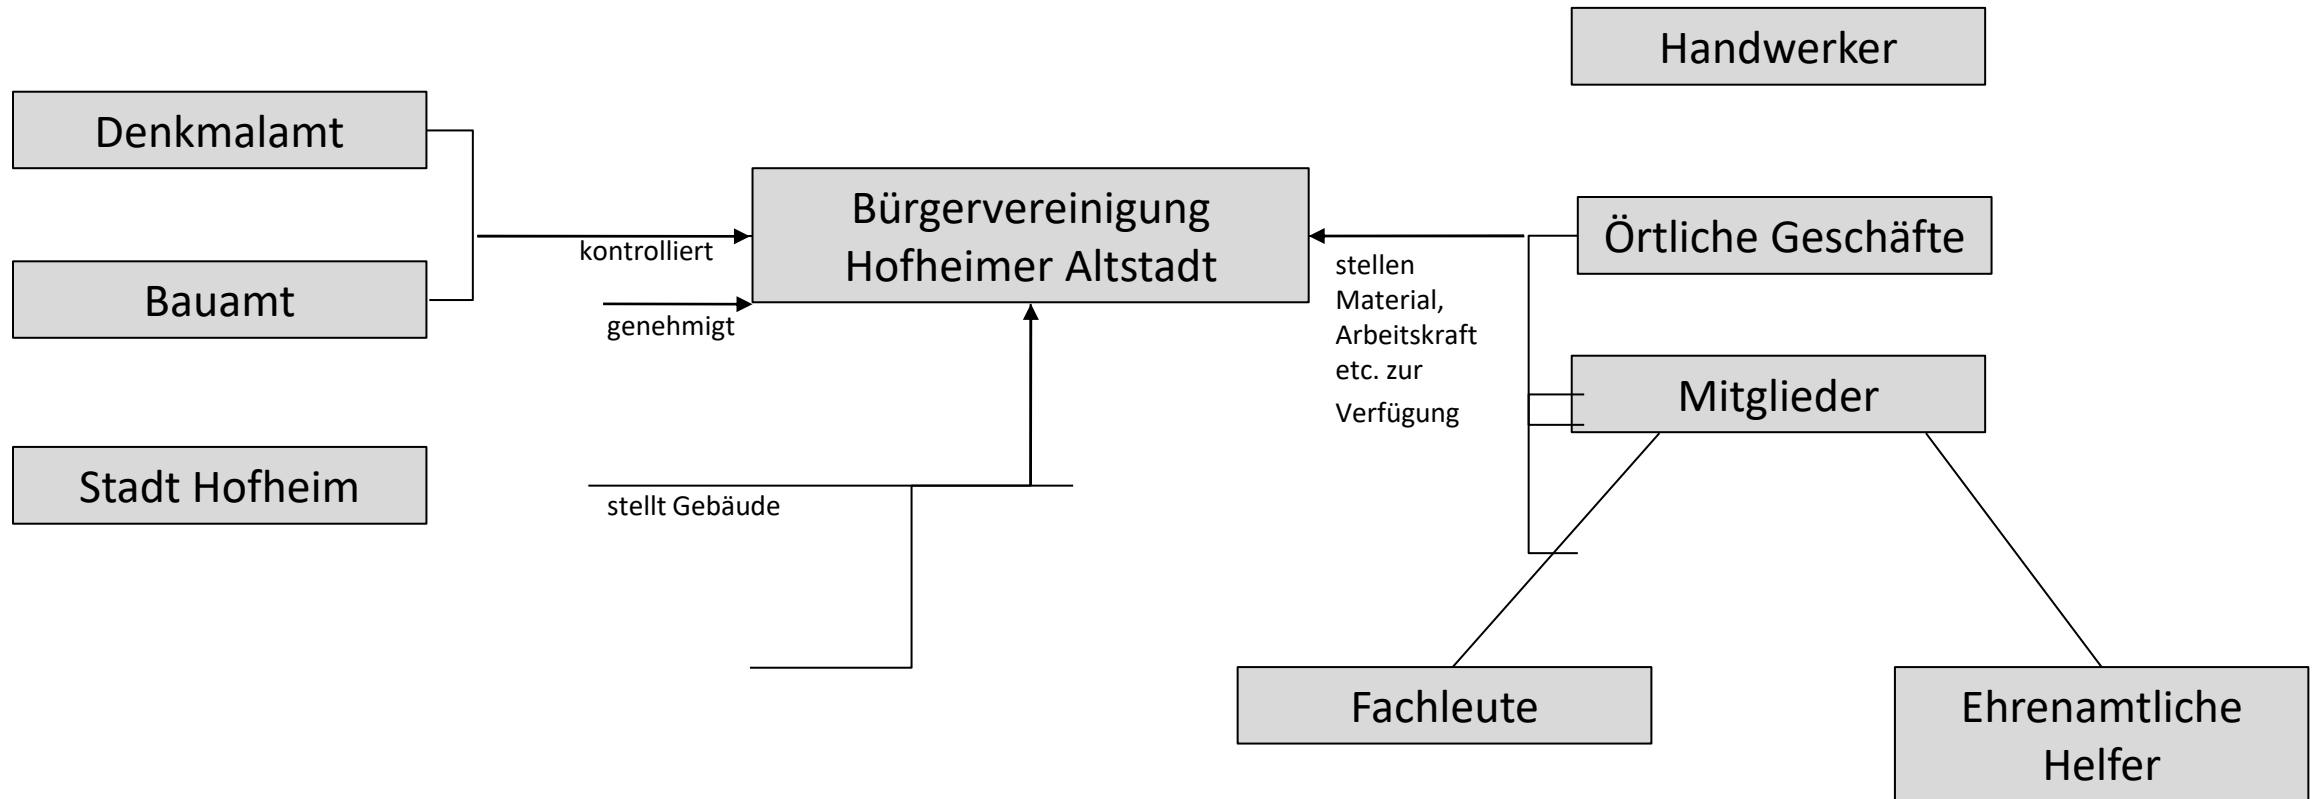 Handwerker
Denkmalamt
Bürgervereinigung
Hofheimer Altstadt
Örtliche Geschäfte
kontrolliert
Bauamt
genehmigt
stellen
Material,
Arbeitskraft
etc. zur
Verfügung
Mitglieder
Stadt Hofheim
stellt Gebäude
Fachleute
Ehrenamtliche
Helfer